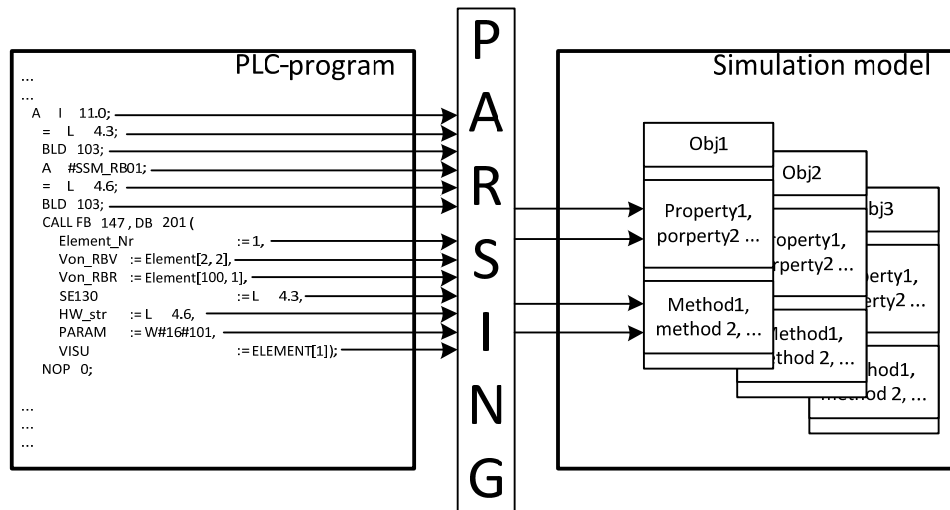 PLC-program
...
...
A I 11.0;
= L 4.3;
BLD 103;
A #SSM_RB01;
= L 4.6;
BLD 103;
CALL FB 147, DB 201 (
Element_Nr := 1,
Von_RBV := Element[2, 2],
Von_RBR := Element[100, 1],
SE130 := L 4.3,
HW_str := L 4.6,
PARAM := W#16#101,
VISU := ELEMENT[1]);
NOP 0;
...
...
...
P
A
R
S
I
N
G
Simulation model
Obj1
Property1,
porperty2 ...
Method1,
method 2, ...
Obj2
roperty1,
rperty2 ...
Method1,
ethod 2, ...
bj3
erty1,
erty2 ...
hod1,
method 2, ...